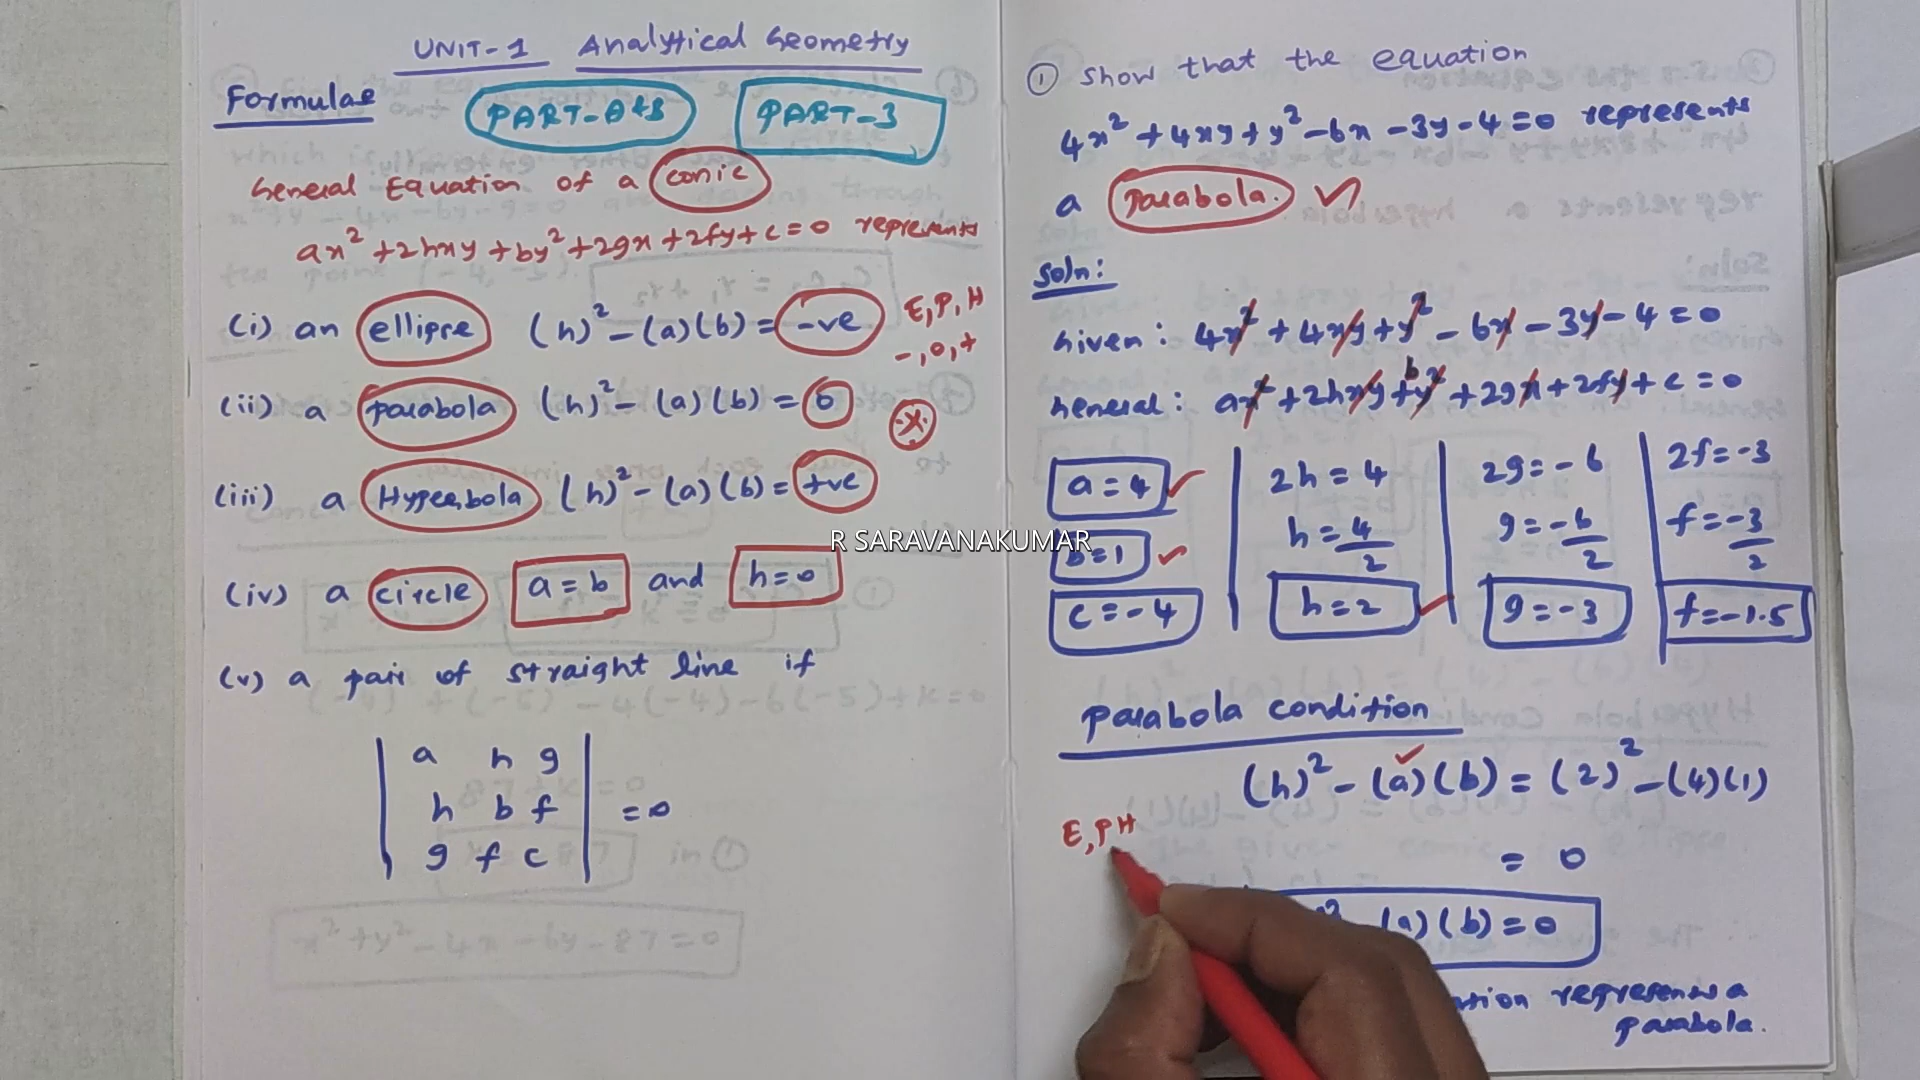 UNIT-1 Analytical Geometry
Formulae PART-A&B PART-3
General Equation of a conic
ax² + 2hxy + by² + 2gx + 2fy + c = 0 represents
(i) an ellipse (h)² - (a)(b) = -ve E, P, H
-, 0, +
(ii) a parabola (h)² - (a)(b) = 0
(iii) a Hyperbola (h)² - (a)(b) = +ve
(iv) a circle a = b and h = 0
(v) a pair of straight line if
a h g
h b f = 0
g f c
① Show that the equation
4x² + 4xy + y² - 6x - 3y - 4 = 0 represents
a parabola. ✓
Soln:
Given: 4x² + 4xy + y² - 6x - 3y - 4 = 0
General: ax² + 2hxy + by² + 2gx + 2fy + c = 0
a = 4 ✓ 2h = 4 2g = -6 2f = -3
b = 1 ✓ h = 4/2 g = -6/2 f = -3/2
c = -4 h = 2 ✓ g = -3 f = -1.5
R SARAVANAKUMAR
Parabola condition
(h)² - (a)(b) = (2)² - (4)(1)
E, P H
= 0
(a)(b) = 0
represents a
parabola.